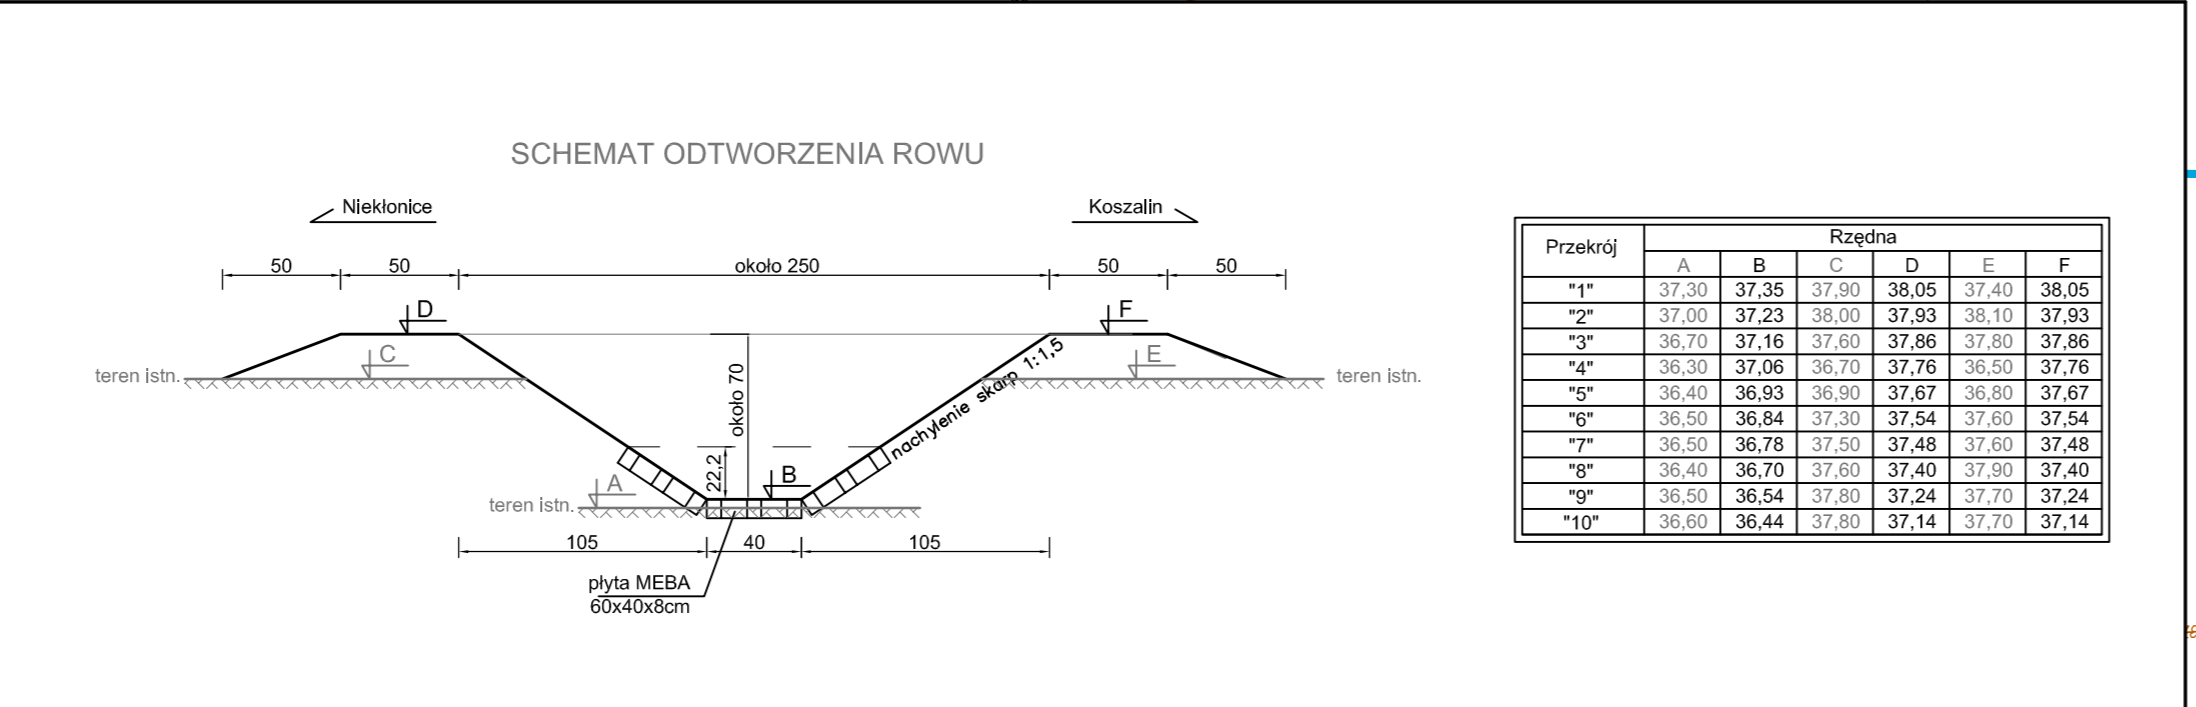 SCHEMAT ODTWORZENIA ROWU
Niekłonice
Koszalin
50 50 około 250 50 50
D
F
C
E
teren istn.
teren istn.
około 70
nachylenie skarp 1:1,5
22,2
B
A
teren istn.
105 40 105
płyta MEBA
60x40x8cm
Przekrój Rzędna
A B C D E F
"1" 37,30 37,35 37,90 38,05 37,40 38,05
"2" 37,00 37,23 38,00 37,93 38,10 37,93
"3" 36,70 37,16 37,60 37,86 37,80 37,86
"4" 36,30 37,06 36,70 37,76 36,50 37,76
"5" 36,40 36,93 36,90 37,67 36,80 37,67
"6" 36,50 36,84 37,30 37,54 37,60 37,54
"7" 36,50 36,78 37,50 37,48 37,60 37,48
"8" 36,40 36,70 37,60 37,40 37,90 37,40
"9" 36,50 36,54 37,80 37,24 37,70 37,24
"10" 36,60 36,44 37,80 37,14 37,70 37,14